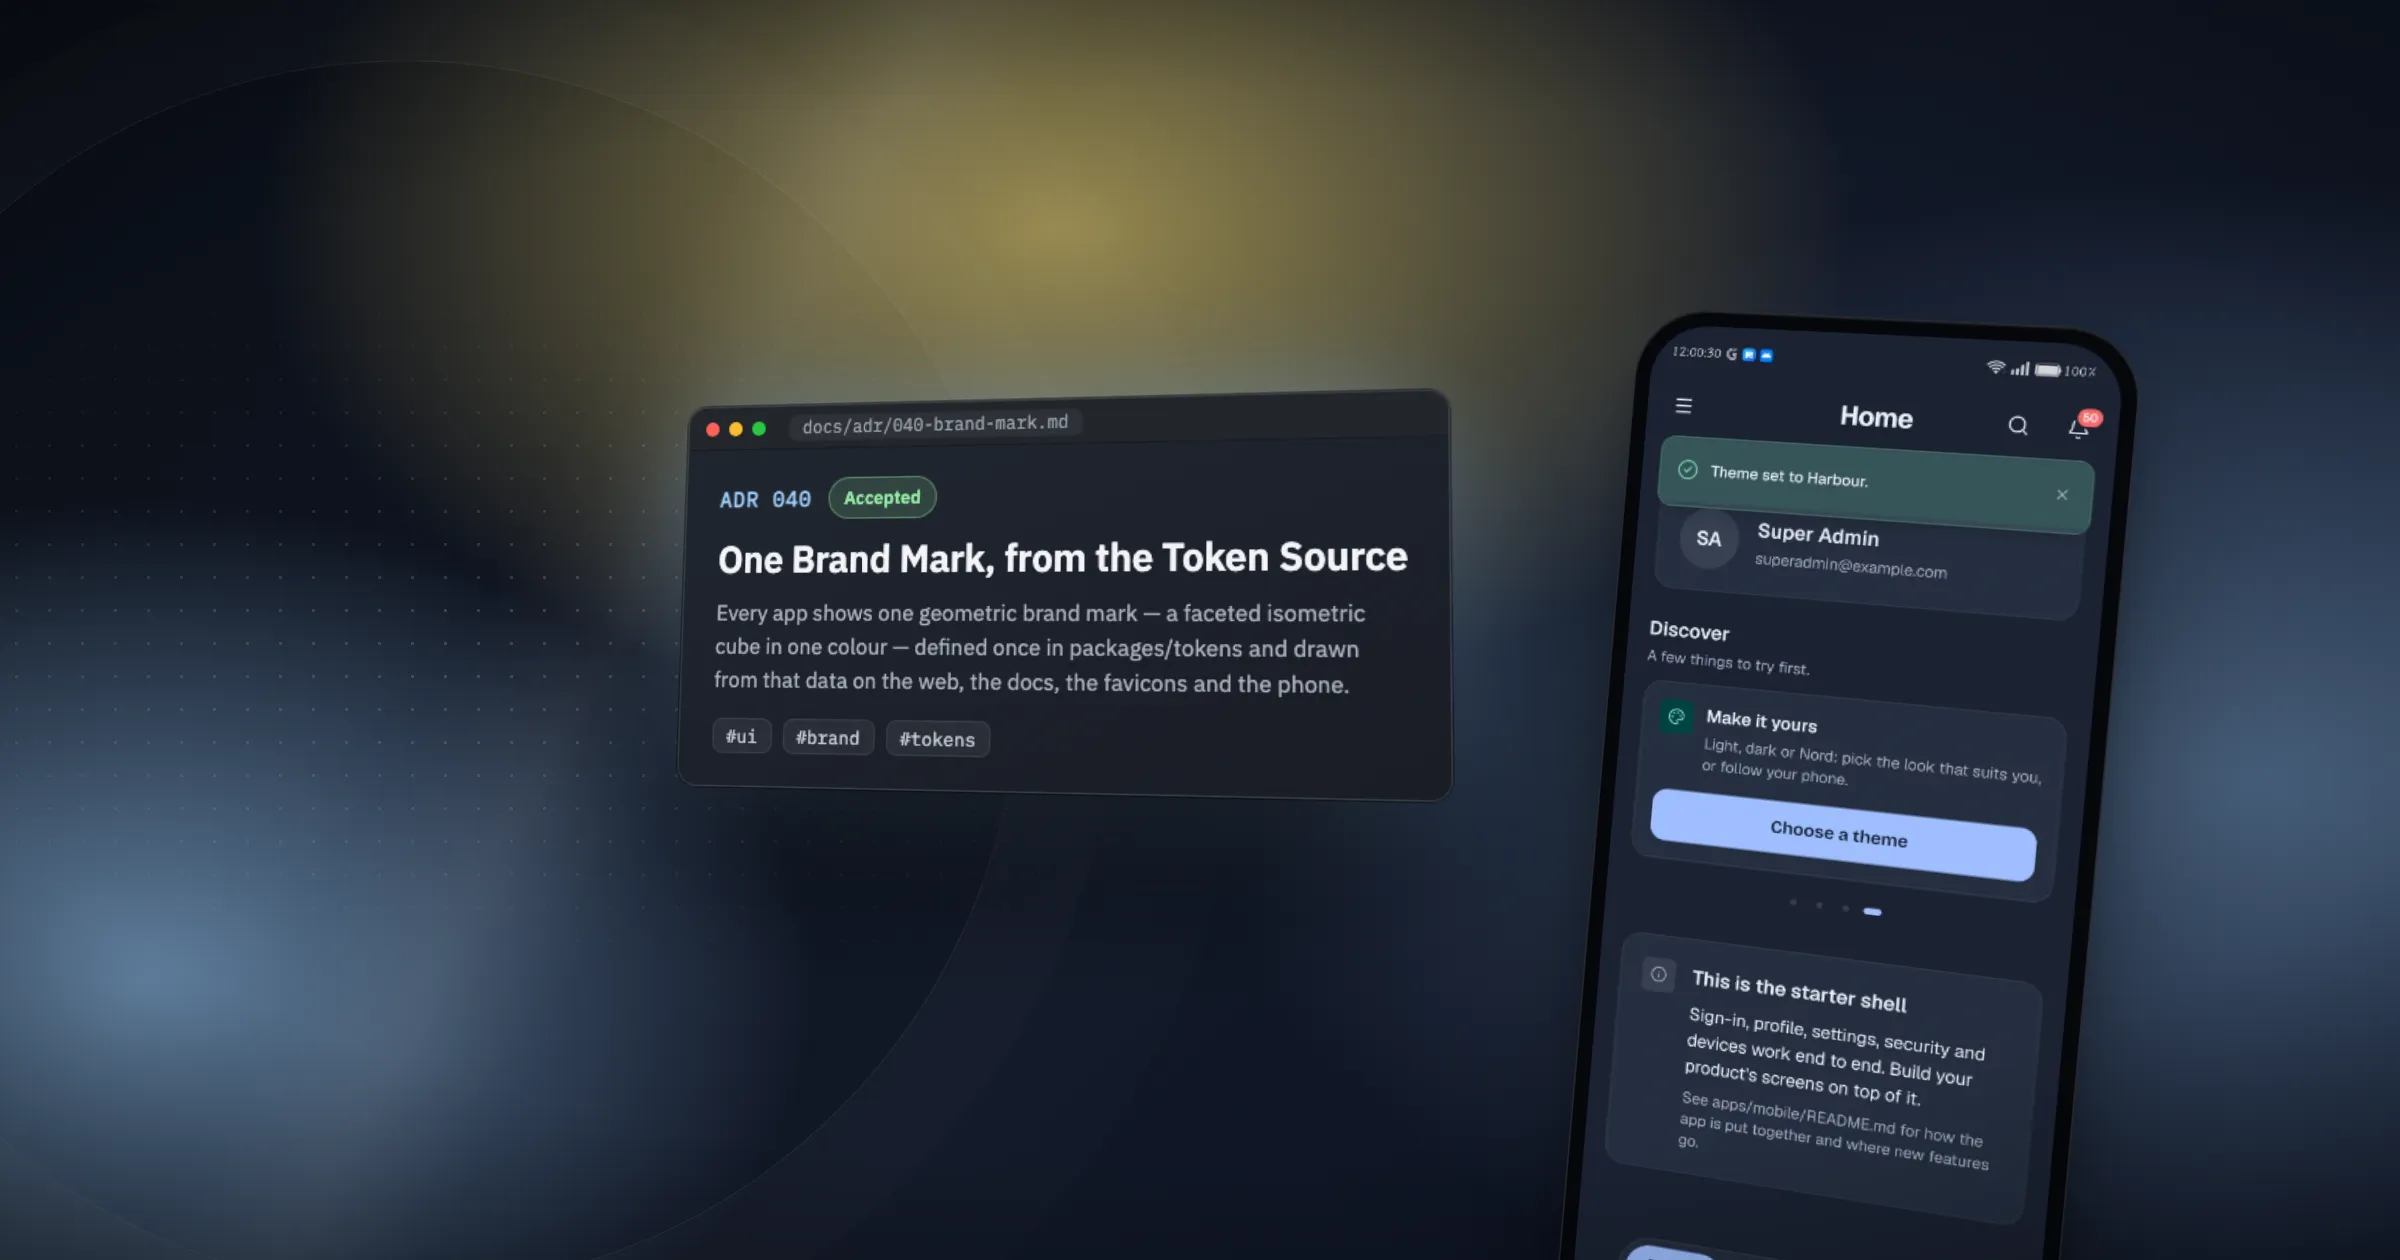 docs/adr/040-brand-mark.md
ADR 040 Accepted
One Brand Mark, from the Token Source
Every app shows one geometric brand mark — a faceted isometric
cube in one colour — defined once in packages/tokens and drawn
from that data on the web, the docs, the favicons and the phone.
#ui #brand #tokens
12:00:30 G 100%
Home
50
Theme set to Harbour.
SA
Super Admin
superadmin@example.com
Discover
A few things to try first.
Make it yours
Light, dark or Nord; pick the look that suits you,
or follow your phone.
Choose a theme
This is the starter shell
Sign-in, profile, settings, security and
devices work end to end. Build your
product's screens on top of it.
See apps/mobile/README.md for how the
app is put together and where new features
go.